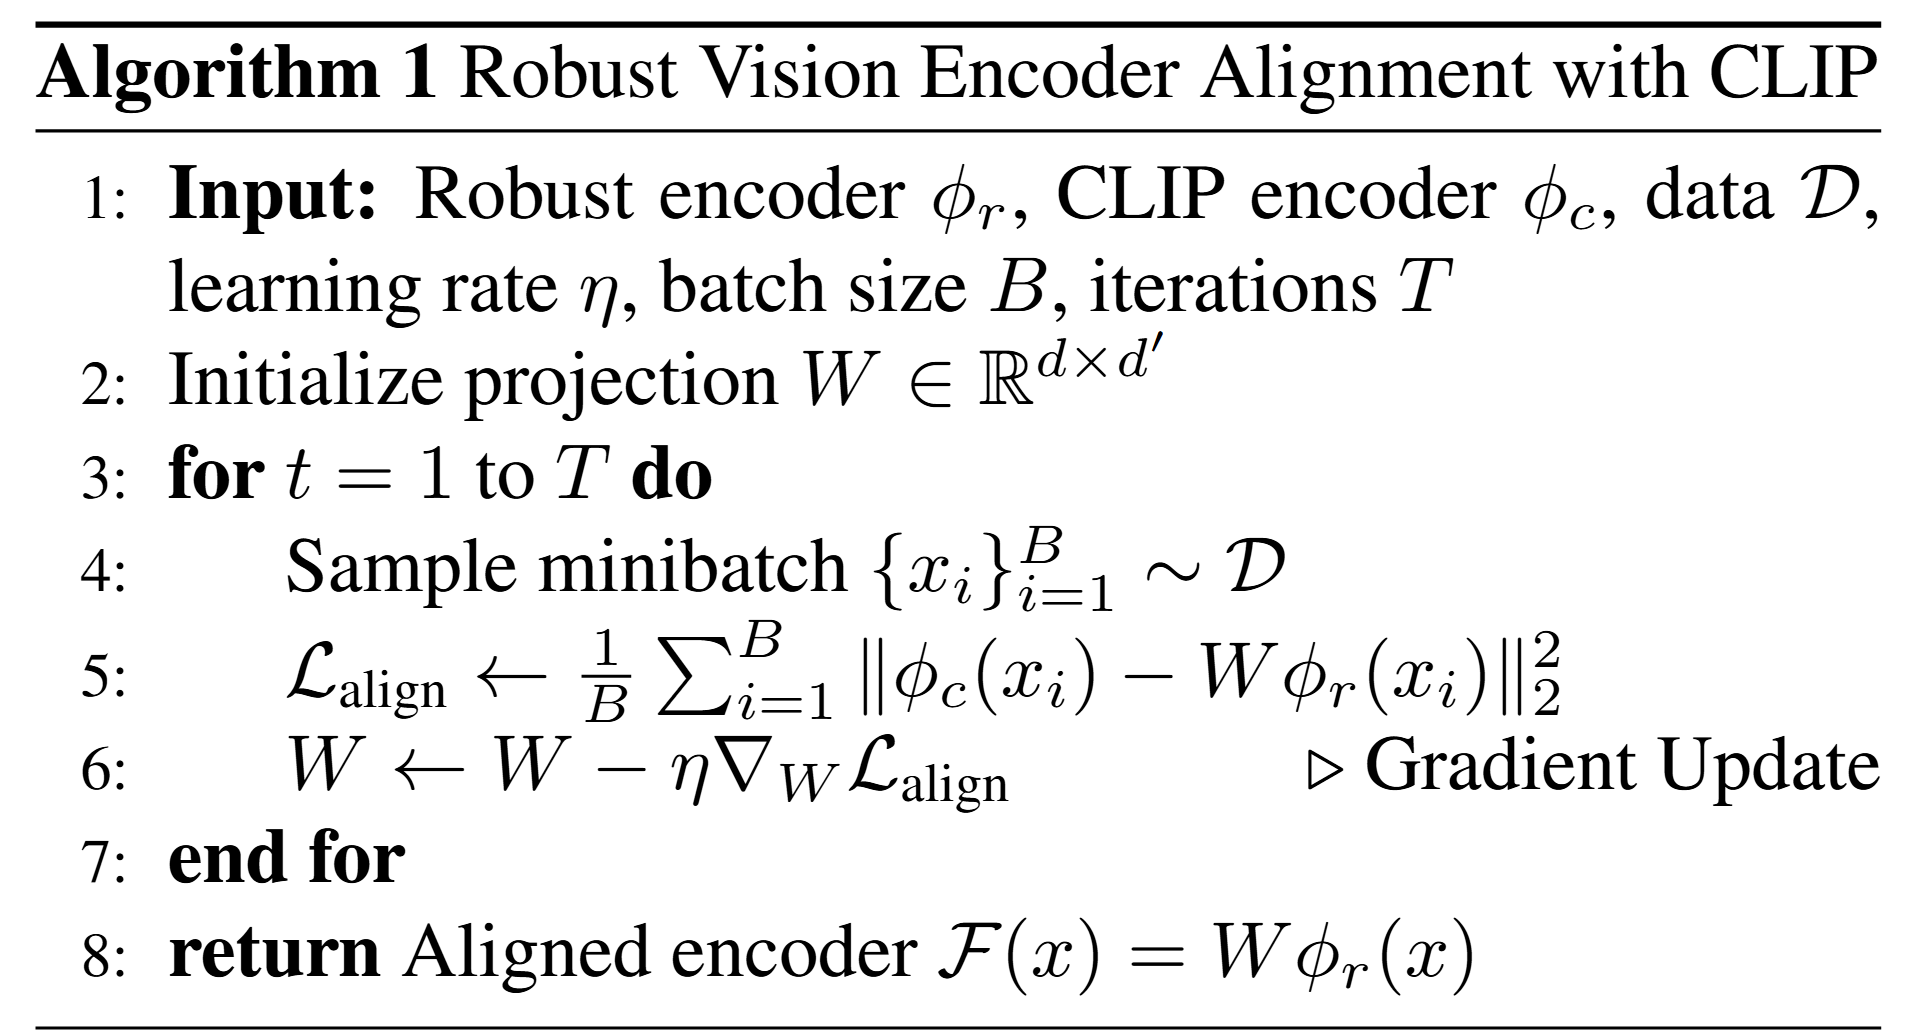 Algorithm 1 Robust Vision Encoder Alignment with CLIP
1: Input: Robust encoder $\phi_r$, CLIP encoder $\phi_c$, data $\mathcal{D}$,
learning rate $\eta$, batch size $B$, iterations $T$
2: Initialize projection $W \in \mathbb{R}^{d \times d'}$
3: for $t = 1$ to $T$ do
4: Sample minibatch $\{x_i\}_{i=1}^{B} \sim \mathcal{D}$
5: $\mathcal{L}_{\text{align}} \leftarrow \frac{1}{B} \sum_{i=1}^{B} \|\phi_c(x_i) - W\phi_r(x_i)\|_2^2$
6: $W \leftarrow W - \eta \nabla_W \mathcal{L}_{\text{align}}$ ▷ Gradient Update
7: end for
8: return Aligned encoder $\mathcal{F}(x) = W\phi_r(x)$